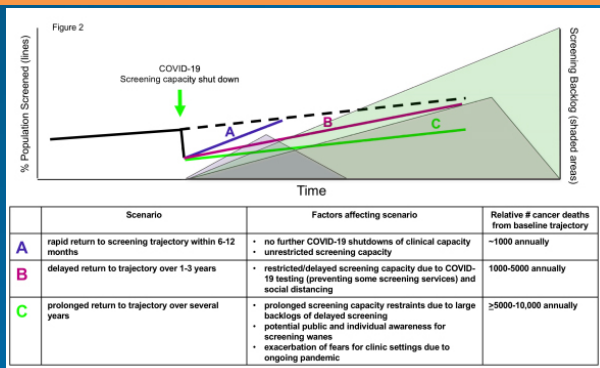 Figure 2
COVID-19
Screening capacity shut down
% Population Screened (lines)
Screening Backlog (shaded areas)
A
B
C
Time
Scenario
Factors affecting scenario
Relative # cancer deaths
from baseline trajectory
A
rapid return to screening trajectory within 6-12
months
• no further COVID-19 shutdowns of clinical capacity
• unrestricted screening capacity
~1000 annually
B
delayed return to trajectory over 1-3 years
• restricted/delayed screening capacity due to COVID-
19 testing (preventing some screening services) and
social distancing
1000-5000 annually
C
prolonged return to trajectory over several
years
• prolonged screening capacity restraints due to large
backlogs of delayed screening
• potential public and individual awareness for
screening wanes
• exacerbation of fears for clinic settings due to
ongoing pandemic
≥5000-10,000 annually